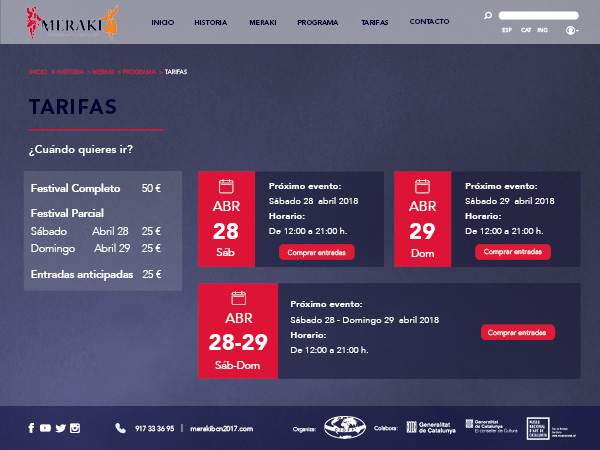 MERAKI
INICIO HISTORIA MERAKI PROGRAMA TARIFAS CONTACTO
ESP CAT ING
INICIO > HISTORIA > MERAKI > PROGRAMA > TARIFAS
TARIFAS
¿Cuándo quieres ir?
Festival Completo 50 €
Festival Parcial
Sábado Abril 28 25 €
Domingo Abril 29 25 €
Entradas anticipadas 25 €
ABR
28
Sáb
Próximo evento:
Sábado 28 abril 2018
Horario:
De 12:00 a 21:00 h.
Comprar entradas
ABR
29
Dom
Próximo evento:
Sábado 29 abril 2018
Horario:
De 12:00 a 21:00 h.
Comprar entradas
ABR
28-29
Sáb-Dom
Próximo evento:
Sábado 28 - Domingo 29 abril 2018
Horario:
De 12:00 a 21:00 h.
Comprar entradas
917 33 36 95 | merakibcn2017.com
Organiza:
Colabora:
Generalitat
de Catalunya
Generalitat
de Catalunya
El conseller de Cultura
MUSEU
NACIONAL
D'ART DE
CATALUNYA